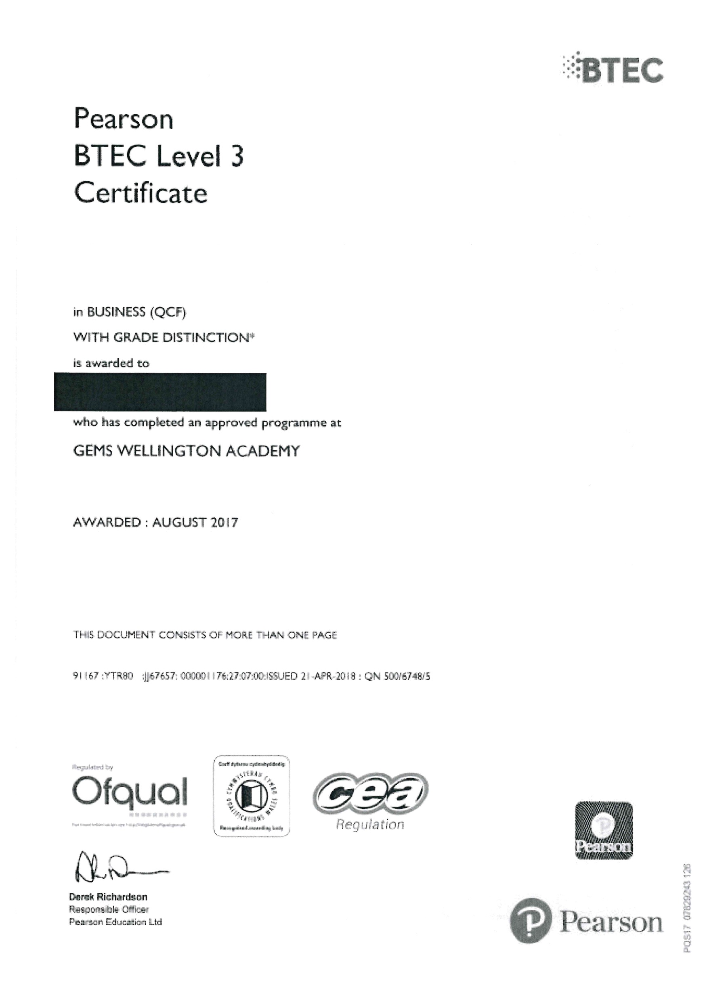 BTEC
Pearson
BTEC Level 3
Certificate
in BUSINESS (QCF)
WITH GRADE DISTINCTION*
is awarded to
who has completed an approved programme at
GEMS WELLINGTON ACADEMY
AWARDED : AUGUST 2017
THIS DOCUMENT CONSISTS OF MORE THAN ONE PAGE
91167 :YTR80 :JJ67657: 000001176:27:07:00:ISSUED 21-APR-2018 : QN 500/6748/5
Regulated by
Ofqual
Corff dyfarnu cydnabyddedig
CYMWYSTERAU CYMRU
QUALIFICATIONS WALES
Recognised awarding body
cea
Regulation
Pearson
Derek Richardson
Responsible Officer
Pearson Education Ltd
Pearson
PQS17 07829243 126